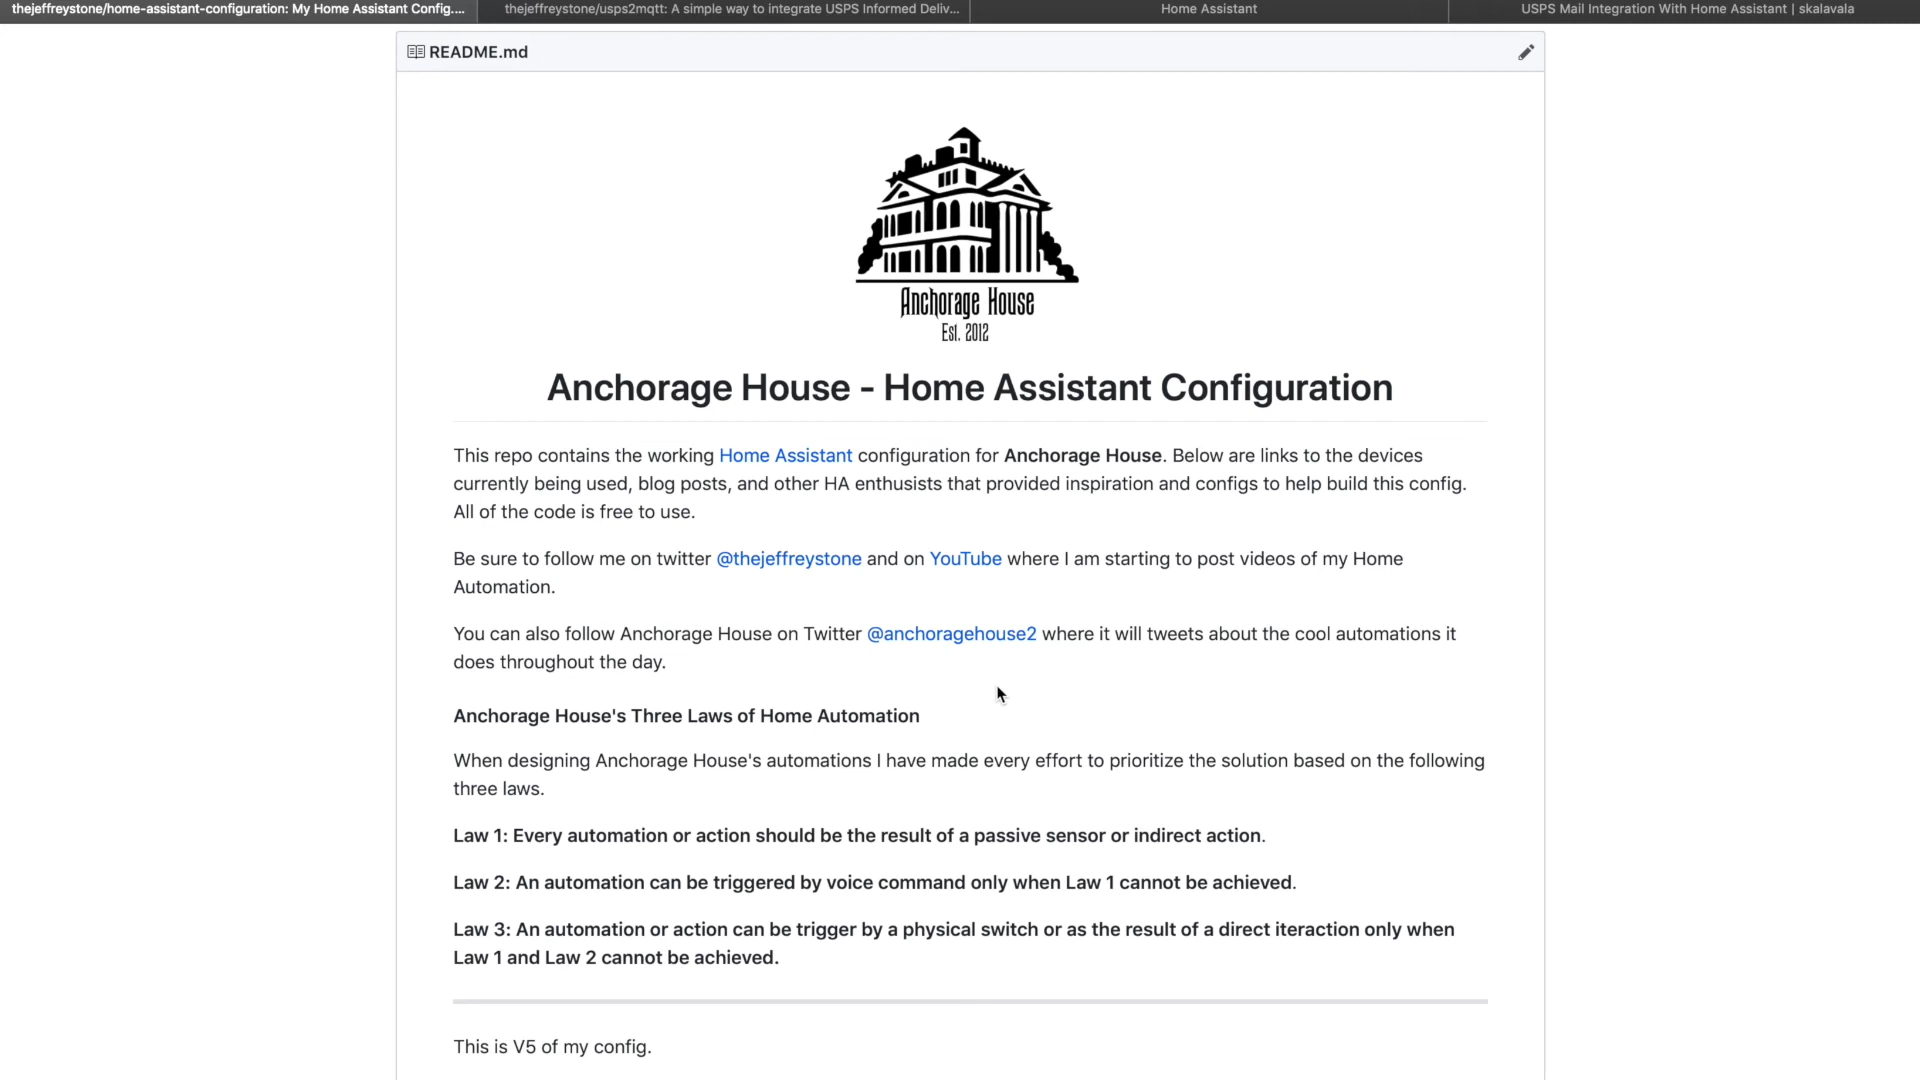 thejeffreystone/home-assistant-configuration: My Home Assistant Config....
thejeffreystone/usps2mqtt: A simple way to integrate USPS Informed Deliv...
Home Assistant
USPS Mail Integration With Home Assistant | skalavala
README.md
Anchorage House
Est. 2012
Anchorage House - Home Assistant Configuration
This repo contains the working Home Assistant configuration for Anchorage House. Below are links to the devices
currently being used, blog posts, and other HA enthusists that provided inspiration and configs to help build this config.
All of the code is free to use.
Be sure to follow me on twitter @thejeffreystone and on YouTube where I am starting to post videos of my Home
Automation.
You can also follow Anchorage House on Twitter @anchoragehouse2 where it will tweets about the cool automations it
does throughout the day.
Anchorage House's Three Laws of Home Automation
When designing Anchorage House's automations I have made every effort to prioritize the solution based on the following
three laws.
Law 1: Every automation or action should be the result of a passive sensor or indirect action.
Law 2: An automation can be triggered by voice command only when Law 1 cannot be achieved.
Law 3: An automation or action can be trigger by a physical switch or as the result of a direct iteraction only when
Law 1 and Law 2 cannot be achieved.
This is V5 of my config.